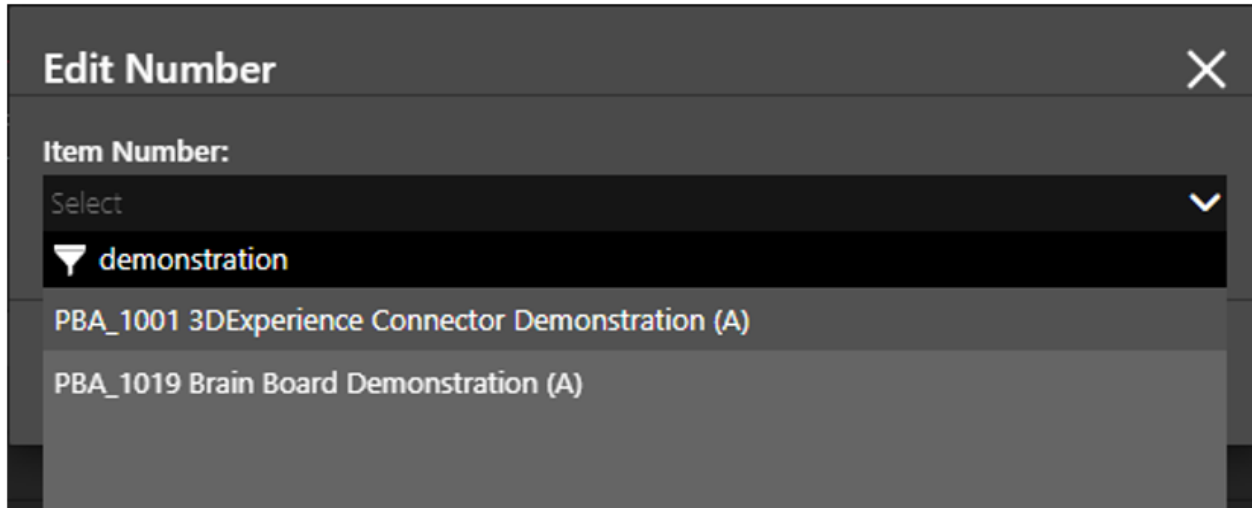 Edit Number
Item Number:
Select
demonstration
PBA_1001 3DExperience Connector Demonstration (A)
PBA_1019 Brain Board Demonstration (A)